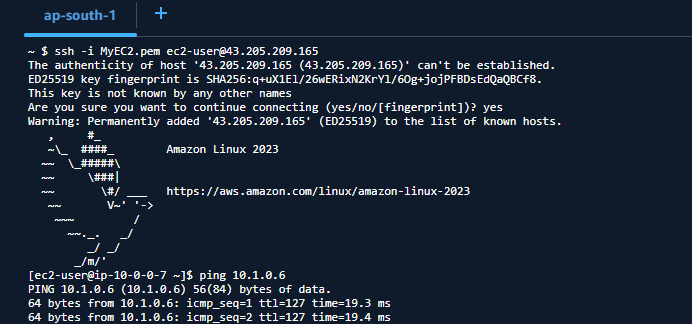 ap-south-1 +
~ $ ssh -i MyEC2.pem ec2-user@43.205.209.165
The authenticity of host '43.205.209.165 (43.205.209.165)' can't be established.
ED25519 key fingerprint is SHA256:q+uX1El/26wERixN2KrYl/6Og+jojPFBDsEdQaQBCf8.
This key is not known by any other names
Are you sure you want to continue connecting (yes/no/[fingerprint])? yes
Warning: Permanently added '43.205.209.165' (ED25519) to the list of known hosts.
   ,     #_
   ~\_  ####_        Amazon Linux 2023
  ~~  \_#####\
  ~~     \###|
  ~~       \#/ ___   https://aws.amazon.com/linux/amazon-linux-2023
   ~~       V~' '->
    ~~~         /
      ~~._.   _/
         _/ _/
       _/m/'
[ec2-user@ip-10-0-0-7 ~]$ ping 10.1.0.6
PING 10.1.0.6 (10.1.0.6) 56(84) bytes of data.
64 bytes from 10.1.0.6: icmp_seq=1 ttl=127 time=19.3 ms
64 bytes from 10.1.0.6: icmp_seq=2 ttl=127 time=19.4 ms